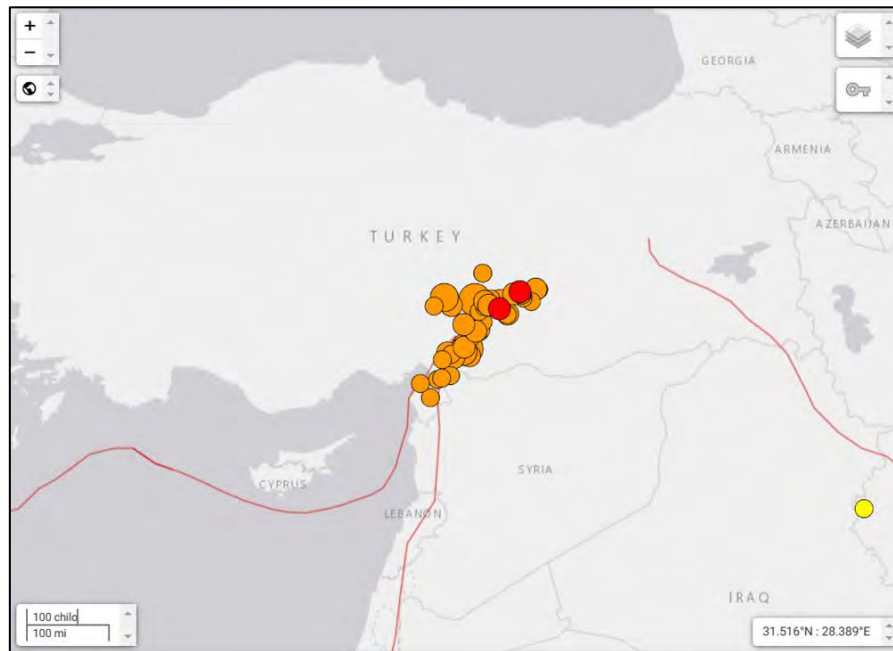 +
−
GEORGIA
ARMENIA
AZERBAIJAN
TURKEY
SYRIA
CYPRUS
LEBANON
IRAQ
100 chilo
100 mi
31.516°N : 28.389°E